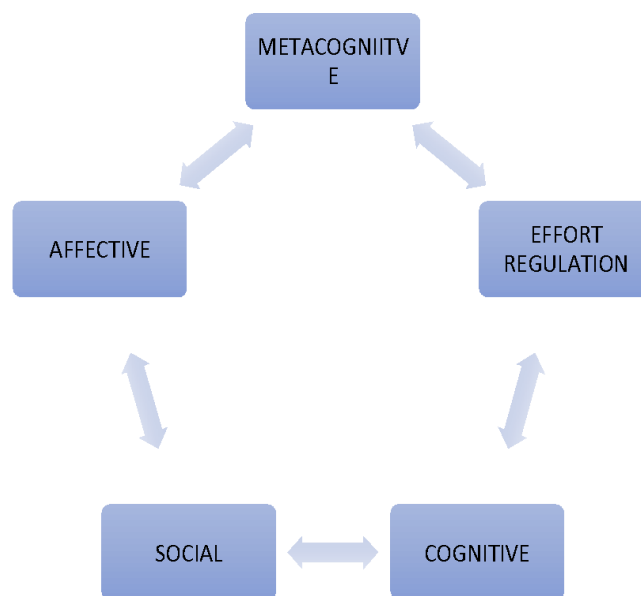 METACOGNIITV
E
AFFECTIVE
EFFORT
REGULATION
SOCIAL
COGNITIVE